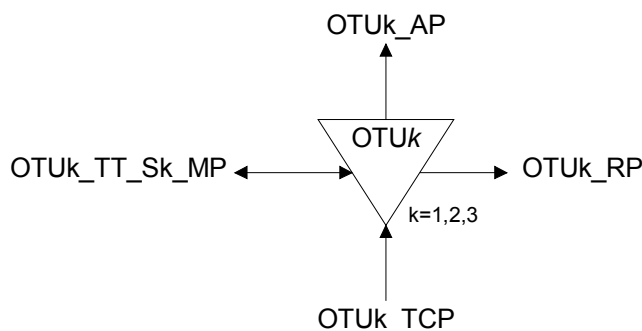 OTUk_AP
OTUk
OTUk_TT_Sk_MP
OTUk_RP
k=1,2,3
OTUk_TCP